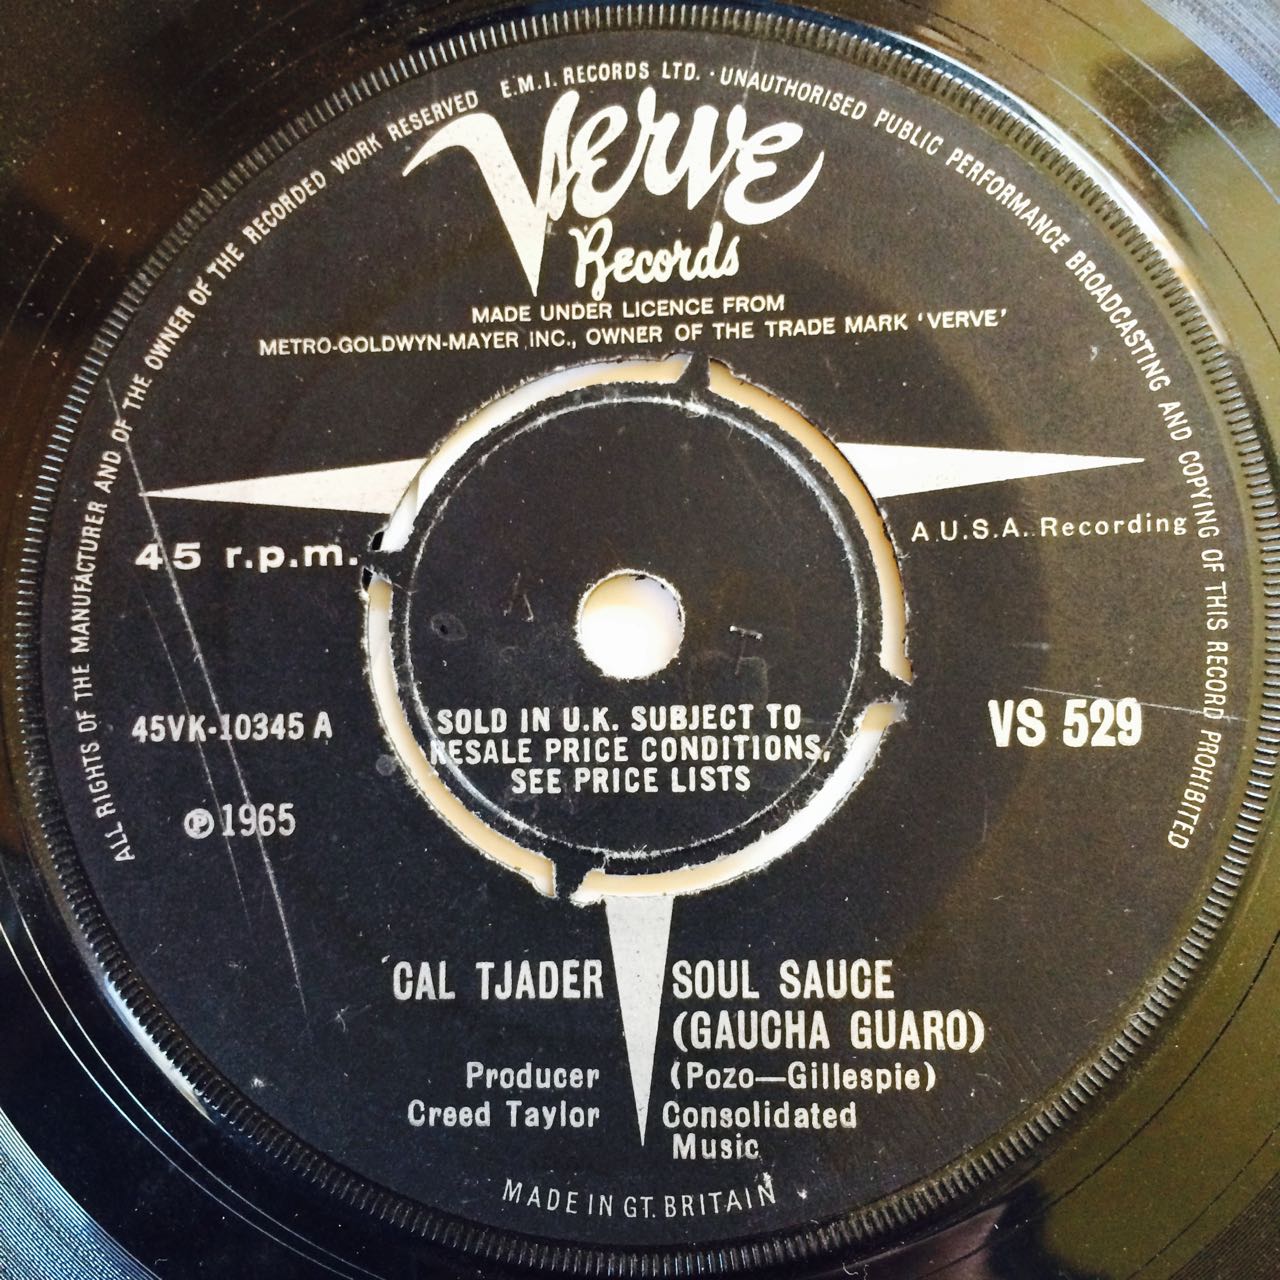 ALL RIGHTS OF THE MANUFACTURER AND OF THE OWNER OF THE RECORDED WORK RESERVED E.M.I. RECORDS LTD. · UNAUTHORISED PUBLIC PERFORMANCE BROADCASTING AND COPYING OF THIS RECORD PROHIBITED
Verve
Records
MADE UNDER LICENCE FROM
METRO-GOLDWYN-MAYER INC., OWNER OF THE TRADE MARK 'VERVE'
45 r.p.m.
A U.S.A. Recording
45VK-10345 A
℗ 1965
SOLD IN U.K. SUBJECT TO
RESALE PRICE CONDITIONS,
SEE PRICE LISTS
VS 529
CAL TJADER
SOUL SAUCE
(GAUCHA GUARO)
Producer
Creed Taylor
(Pozo—Gillespie)
Consolidated
Music
MADE IN GT. BRITAIN